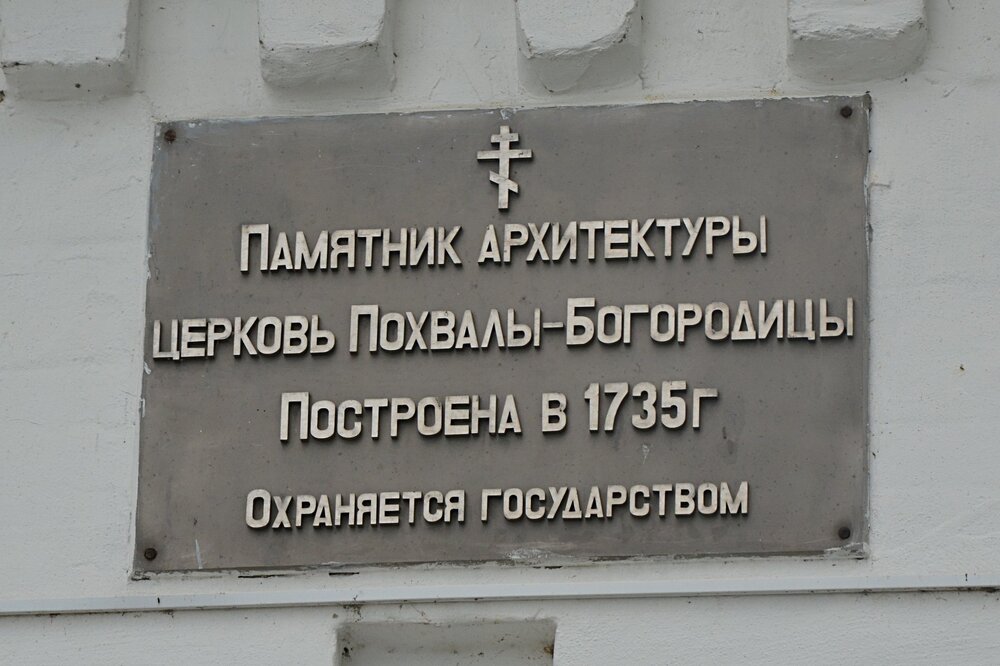 Памятник архитектуры
церковь Похвалы-Богородицы
Построена в 1735г
Охраняется государством